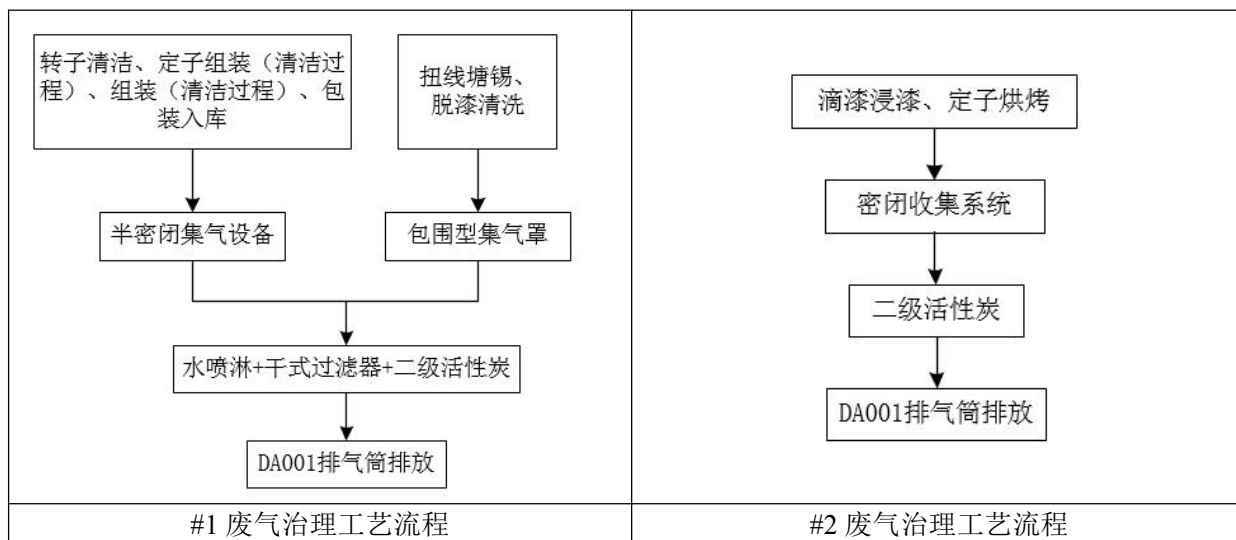 转子清洁、定子组装（清洁过
程）、组装（清洁过程）、包
装入库
扭线塘锡、
脱漆清洗
半密闭集气设备
包围型集气罩
水喷淋+干式过滤器+二级活性炭
DA001排气筒排放
#1 废气治理工艺流程
滴漆浸漆、定子烘烤
密闭收集系统
二级活性炭
DA001排气筒排放
#2 废气治理工艺流程